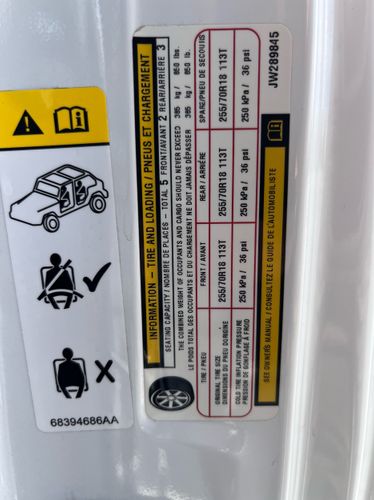 INFORMATION – TIRE AND LOADING / PNEUS ET CHARGEMENT
SEATING CAPACITY / NOMBRE DE PLACES – TOTAL 5 FRONT/AVANT 2 REAR/ARRIÈRE 3
THE COMBINED WEIGHT OF OCCUPANTS AND CARGO SHOULD NEVER EXCEED 385 kg / 850 lbs.
LE POIDS TOTAL DES OCCUPANTS ET DU CHARGEMENT NE DOIT JAMAIS DÉPASSER 385 kg / 850 lb.
TIRE / PNEU FRONT / AVANT REAR / ARRIÈRE SPARE/PNEU DE SECOURS
ORIGINAL TIRE SIZE
DIMENSIONS DU PNEU DORIGINE
255/70R18 113T 255/70R18 113T 255/70R18 113T
COLD TIRE INFLATION PRESSURE
PRESSION DE GONFLAGE À FROID
250 kPa / 36 psi 250 kPa / 36 psi 250 kPa / 36 psi
SEE OWNERS MANUAL / CONSULTEZ LE GUIDE DE L'AUTOMOBILISTE
JW289845
68394686AA